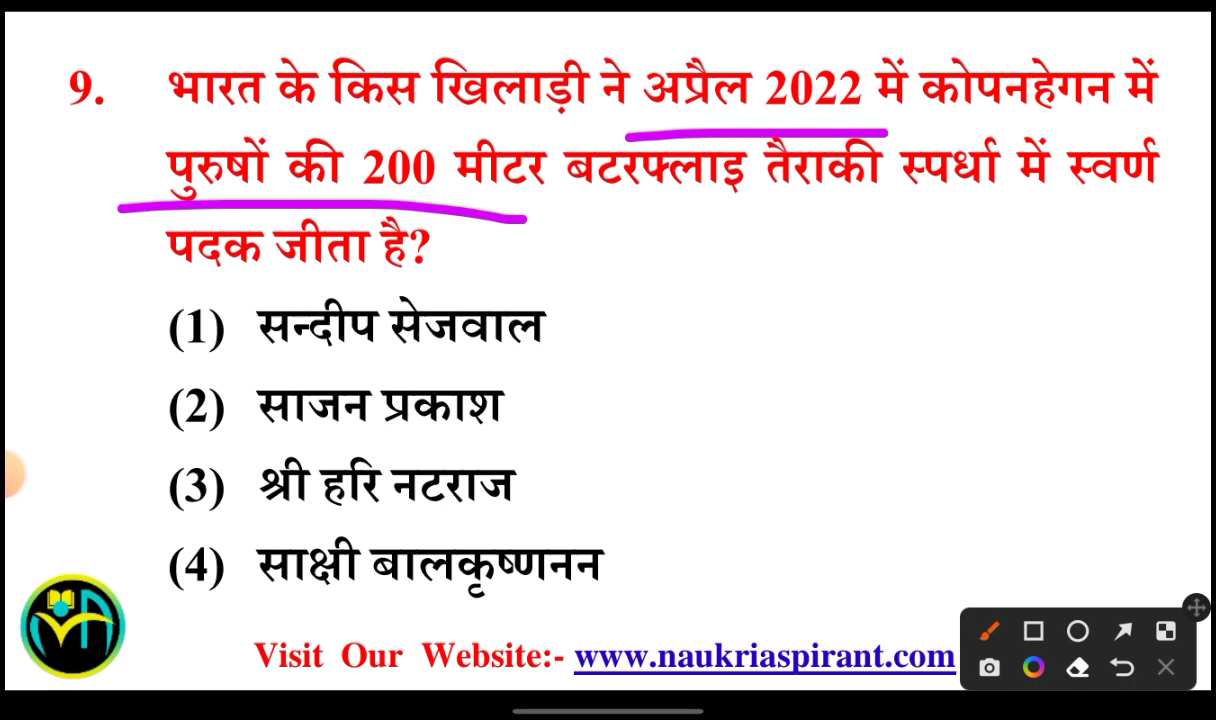 9. भारत के किस खिलाड़ी ने अप्रैल 2022 में कोपनहेगन में
पुरुषों की 200 मीटर बटरफ्लाइ तैराकी स्पर्धा में स्वर्ण
पदक जीता है?
(1) सन्दीप सेजवाल
(2) साजन प्रकाश
(3) श्री हरि नटराज
(4) साक्षी बालकृष्णनन
Visit Our Website:- www.naukriaspirant.com